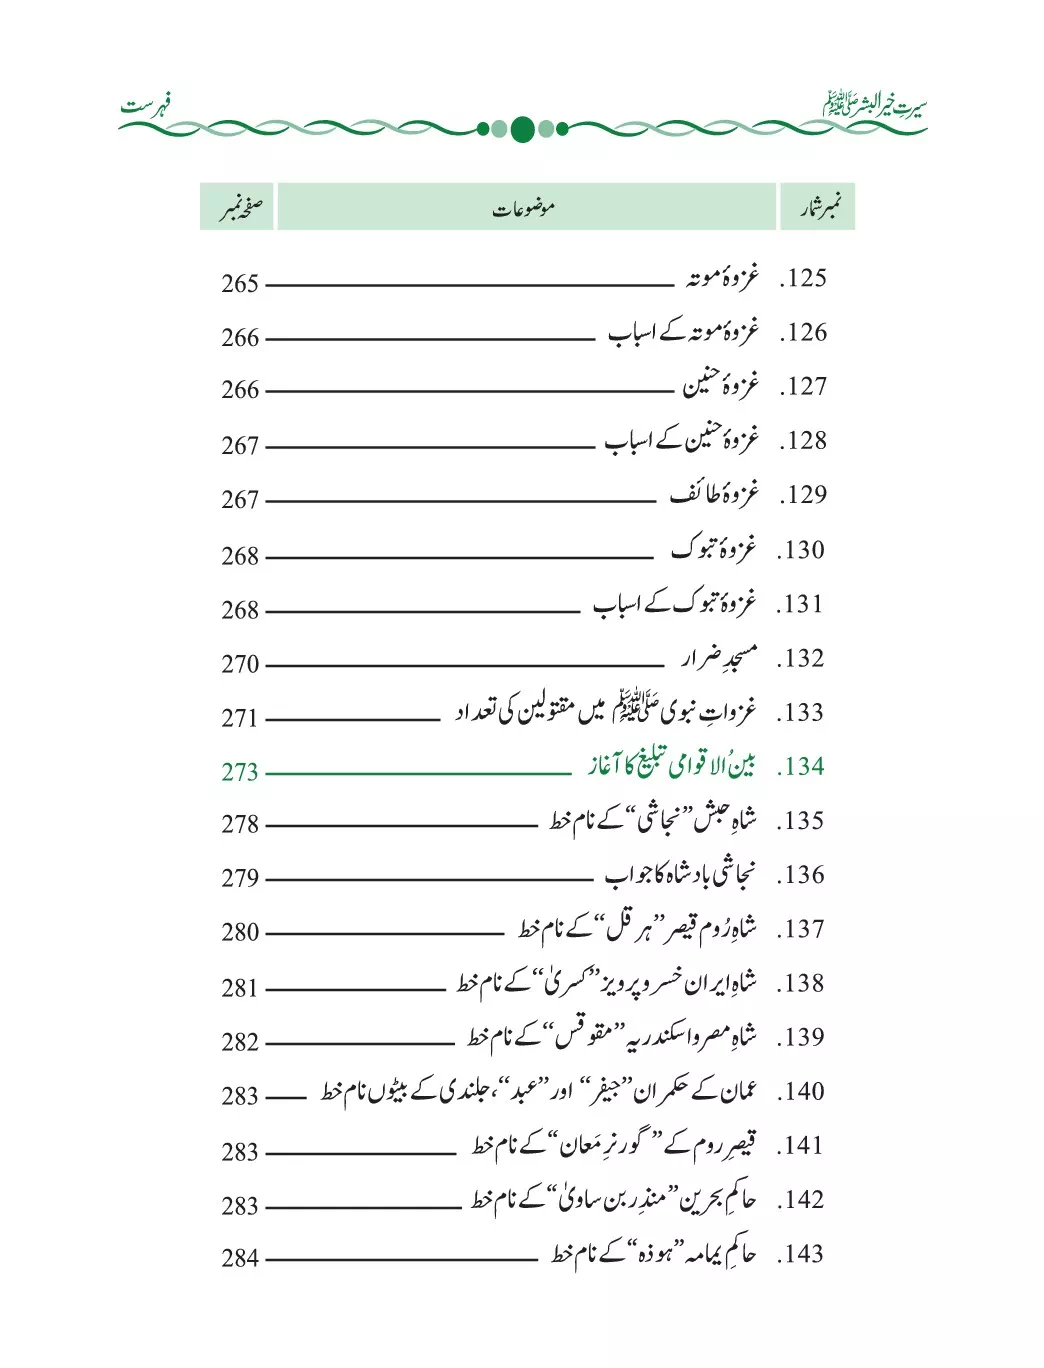 سیرتِ خیر البشر ﷺ فہرست
نمبر شمار موضوعات صفحہ نمبر
125. غزوۂ موتہ 265
126. غزوۂ موتہ کے اسباب 266
127. غزوۂ حنین 266
128. غزوۂ حنین کے اسباب 267
129. غزوۂ طائف 267
130. غزوۂ تبوک 268
131. غزوۂ تبوک کے اسباب 268
132. مسجدِ ضرار 270
133. غزواتِ نبوی ﷺ میں مقتولین کی تعداد 271
134. بینُ الاقوامی تبلیغ کا آغاز 273
135. شاہِ حبش ”نجاشی“ کے نام خط 278
136. نجاشی بادشاہ کا جواب 279
137. شاہِ رُوم قیصر ”ہرقل“ کے نام خط 280
138. شاہِ ایران خسرو پرویز ”کسریٰ“ کے نام خط 281
139. شاہِ مصر و اسکندریہ ”مقوقس“ کے نام خط 282
140. عمان کے حکمران ”جیفر“ اور ”عبد“، جلندی کے بیٹوں نام خط 283
141. قیصرِ روم کے ”گورنرِ مَعان“ کے نام خط 283
142. حاکمِ بحرین ”منذِر بن ساویٰ“ کے نام خط 283
143. حاکمِ یمامہ ”ہوذہ“ کے نام خط 284